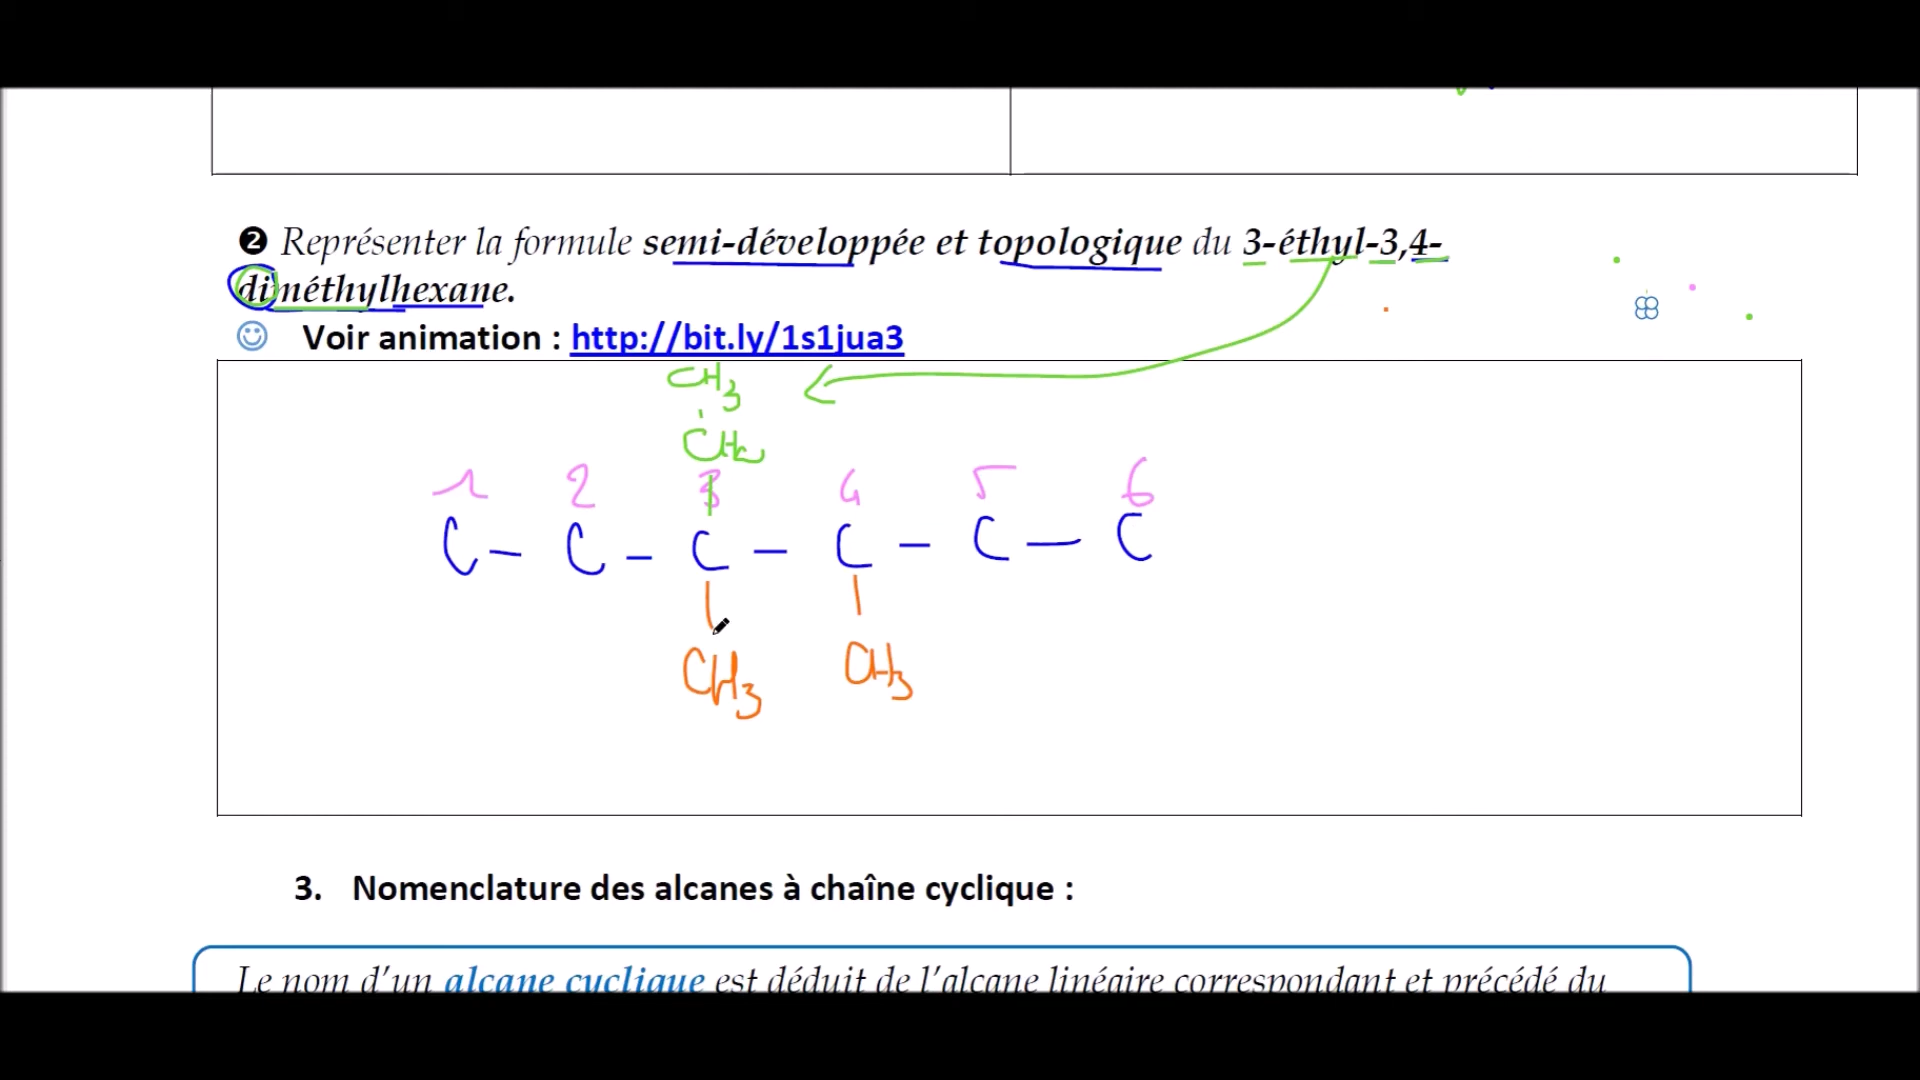 ❷ Représenter la formule semi-développée et topologique du 3-éthyl-3,4-
diméthylhexane.
☺ Voir animation : http://bit.ly/1s1jua3
CH3
CH2
1 2 3 4 5 6
C - C - C - C - C - C
CH3 CH3
3. Nomenclature des alcanes à chaîne cyclique :
Le nom d'un alcane cyclique est déduit de l'alcane linéaire correspondant et précédé du